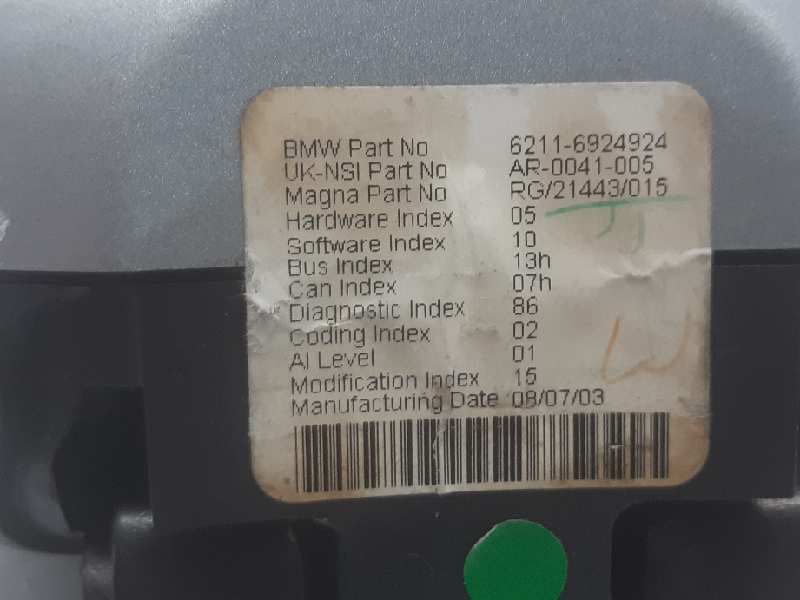 BMW Part No 6211-6924924
UK-NSI Part No AR-0041-005
Magna Part No RG/21443/015
Hardware Index 05
Software Index 10
Bus Index 13h
Can Index 07h
Diagnostic Index 86
Coding Index 02
AI Level 01
Modification Index 15
Manufacturing Date 08/07/03